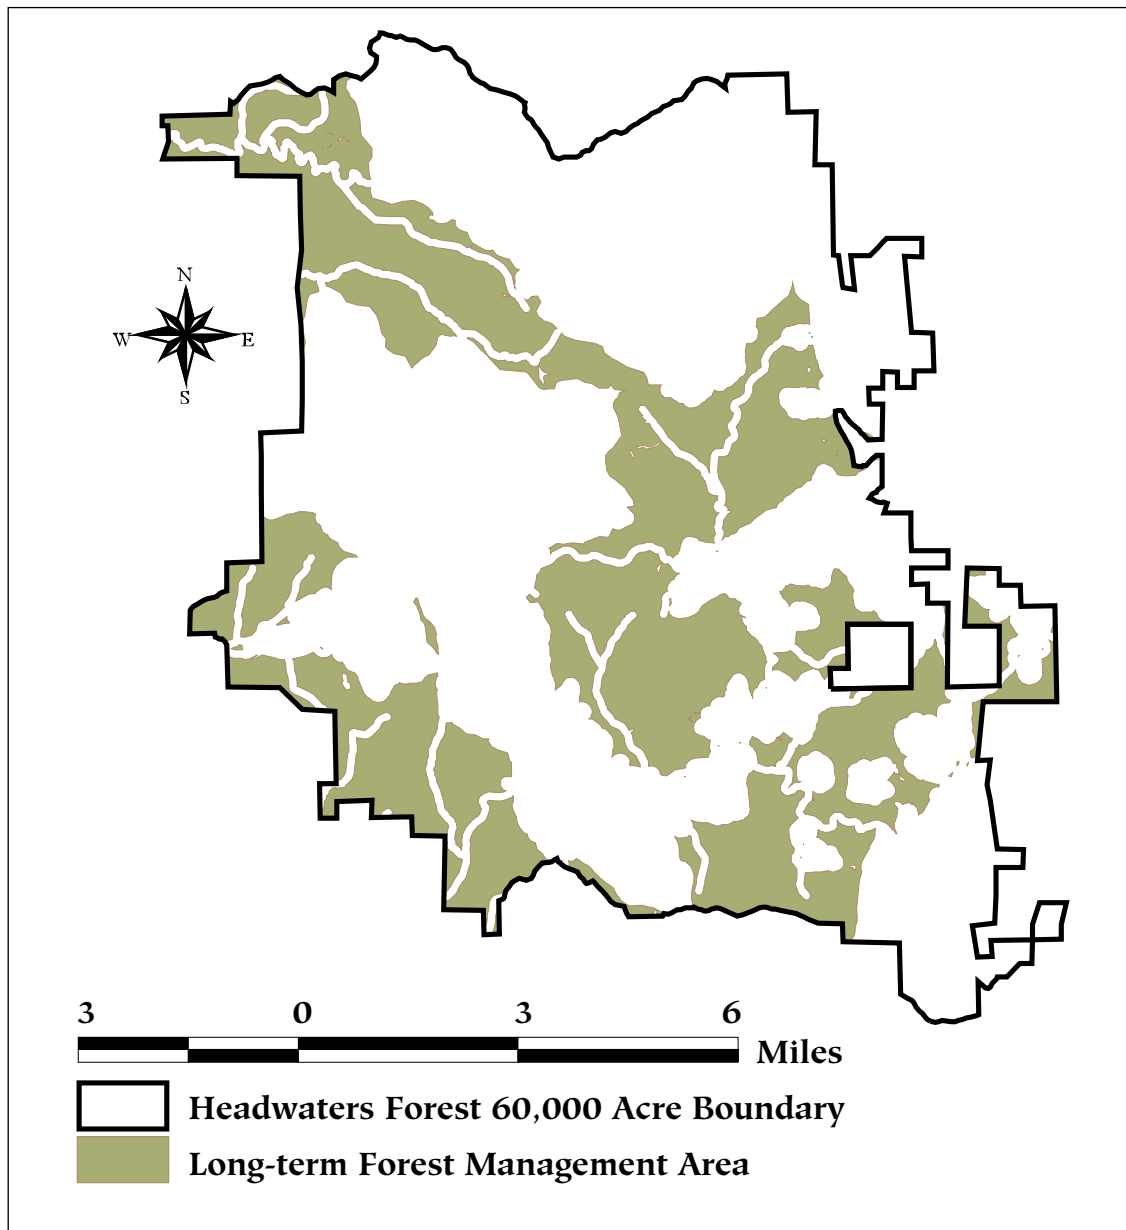 N
W E
S
3 0 3 6
Miles
Headwaters Forest 60,000 Acre Boundary
Long-term Forest Management Area